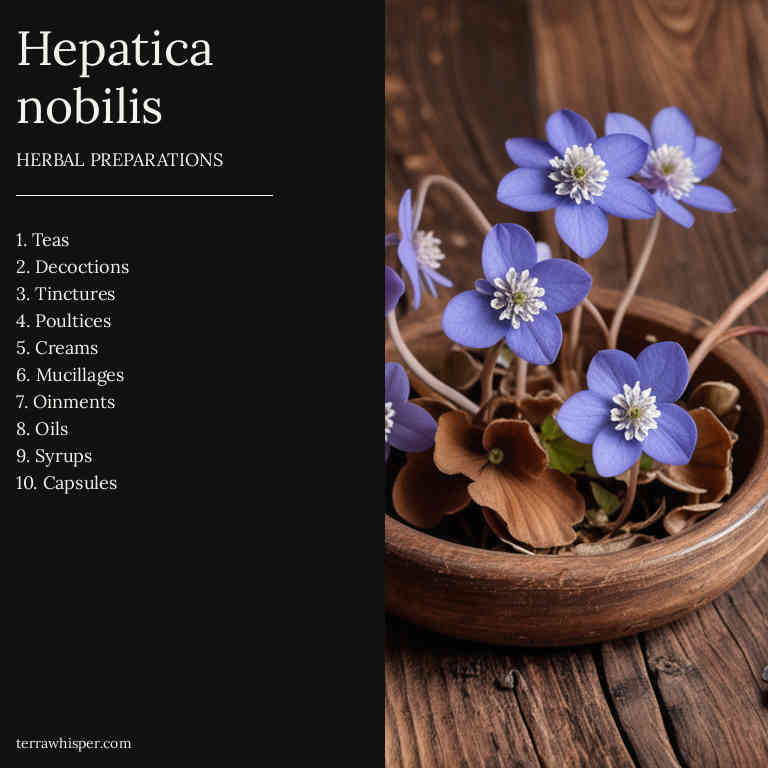 Hepatica
nobilis
HERBAL PREPARATIONS
1. Teas
2. Decoctions
3. Tinctures
4. Poultices
5. Creams
6. Mucillages
7. Oinments
8. Oils
9. Syrups
10. Capsules
terrawhisper.com